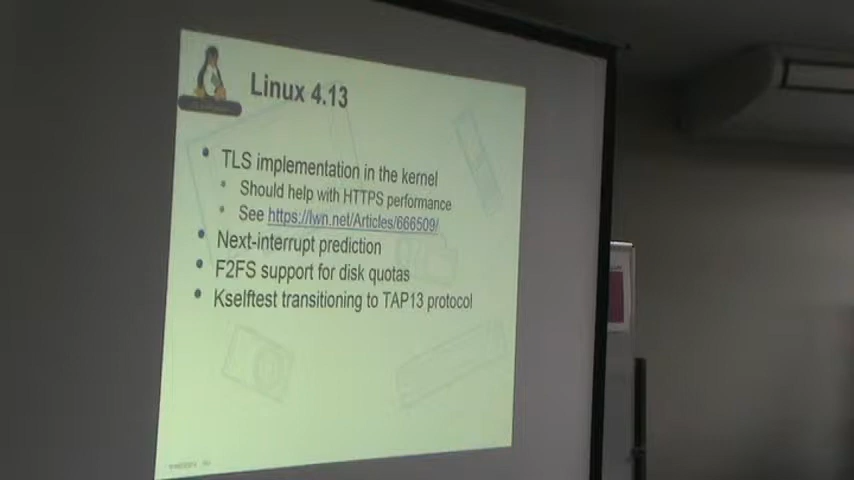 Linux 4.13
TLS implementation in the kernel
Should help with HTTPS performance
See https://lwn.net/Articles/666509/
Next-interrupt prediction
F2FS support for disk quotas
Kselftest transitioning to TAP13 protocol